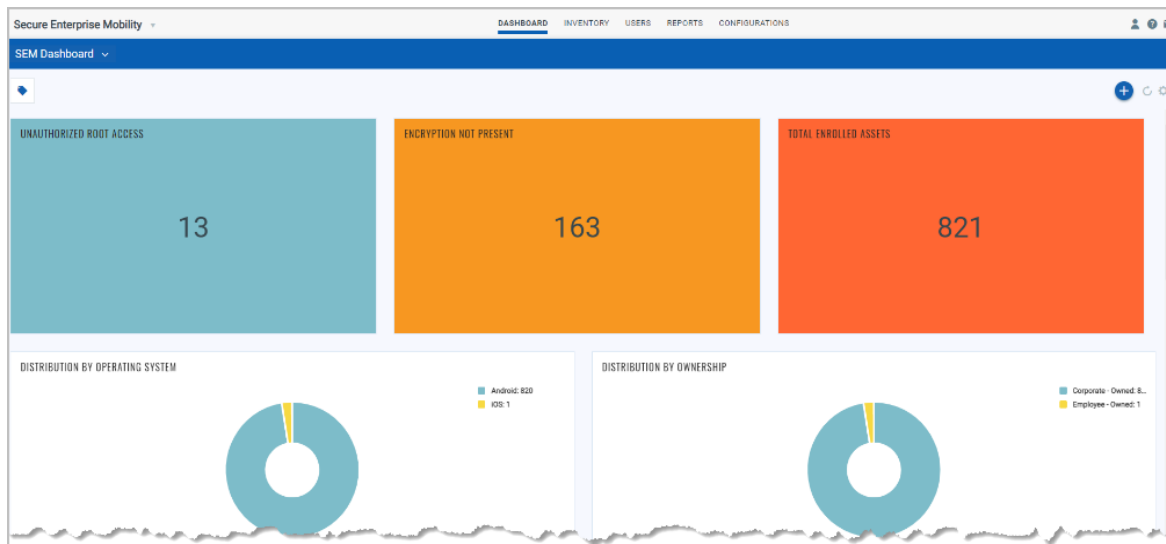 Secure Enterprise Mobility
DASHBOARD INVENTORY USERS REPORTS CONFIGURATIONS
SEM Dashboard
UNAUTHORIZED ROOT ACCESS
13
ENCRYPTION NOT PRESENT
163
TOTAL ENROLLED ASSETS
821
DISTRIBUTION BY OPERATING SYSTEM
Android: 820
iOS: 1
DISTRIBUTION BY OWNERSHIP
Corporate - Owned: 8...
Employee - Owned: 1